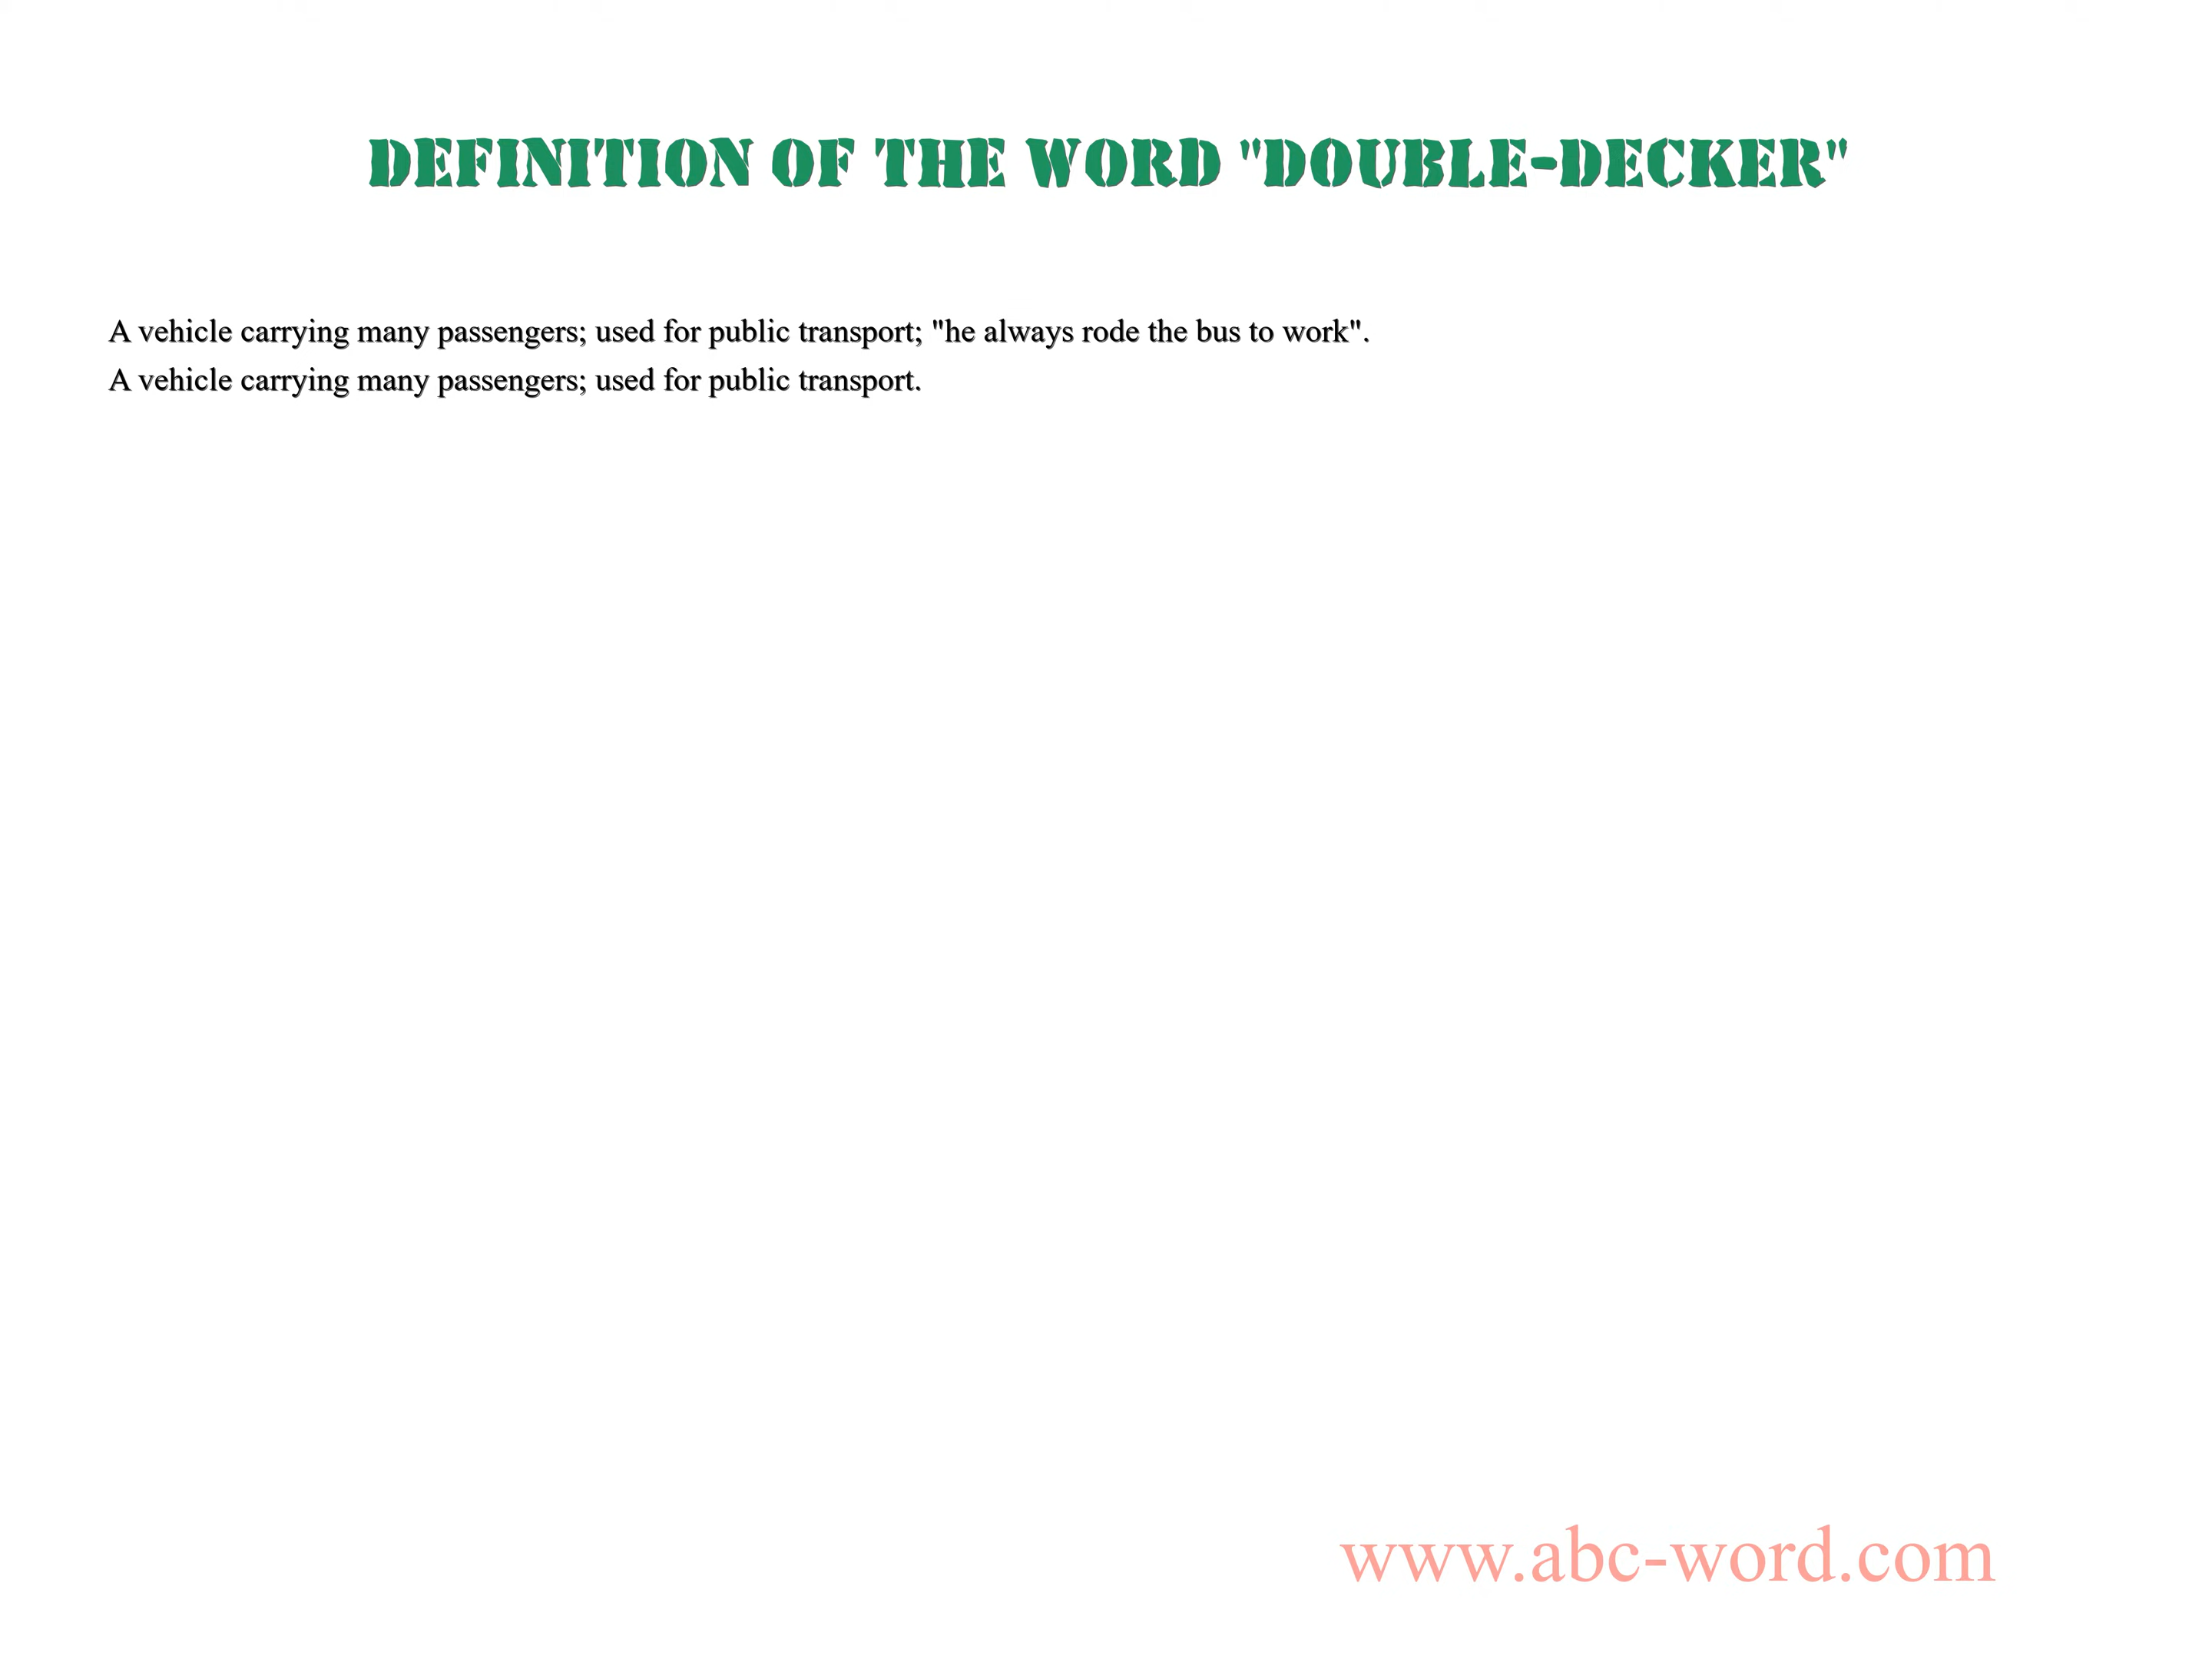 DEFINITION OF THE WORD "DOUBLE-DECKER"
A vehicle carrying many passengers; used for public transport; "he always rode the bus to work".
A vehicle carrying many passengers; used for public transport.
www.abc-word.com